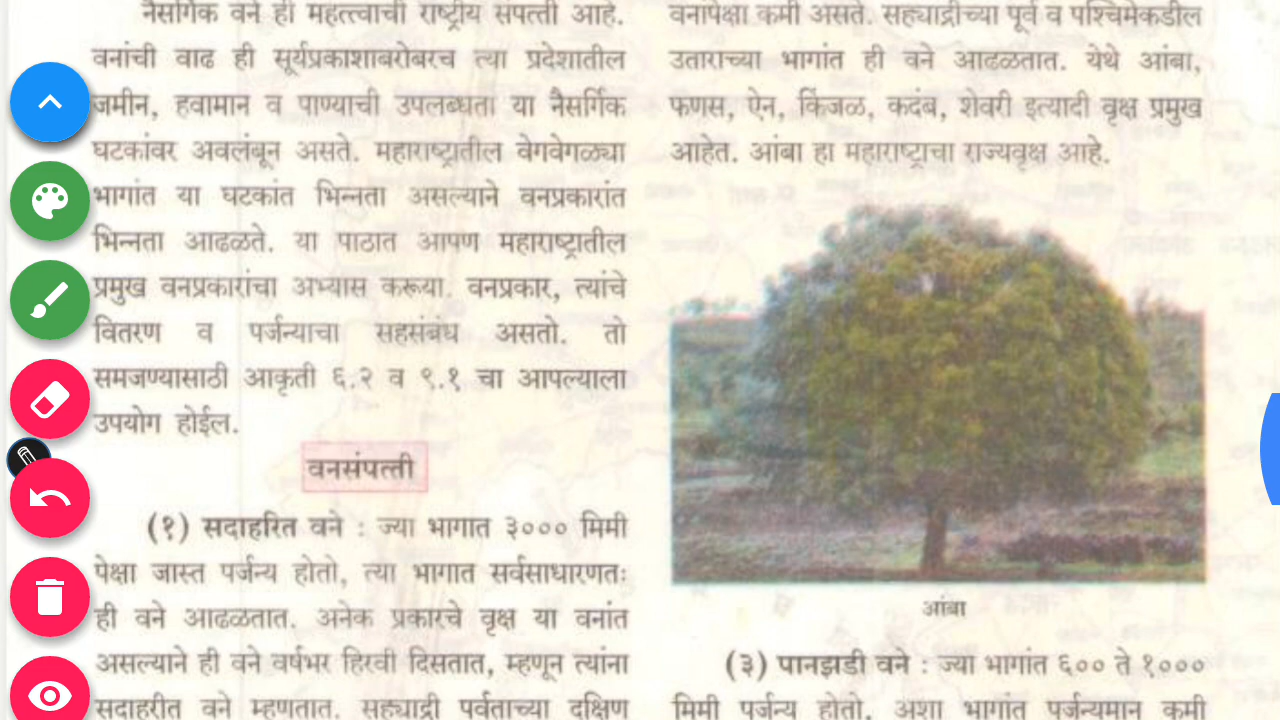 नैसर्गिक वने ही महत्त्वाची राष्ट्रीय संपत्ती आहे.
वनांची वाढ ही सूर्यप्रकाशाबरोबरच त्या प्रदेशातील
जमीन, हवामान व पाण्याची उपलब्धता या नैसर्गिक
घटकांवर अवलंबून असते. महाराष्ट्रातील वेगवेगळ्या
भागांत या घटकांत भिन्नता असल्याने वनप्रकारांत
भिन्नता आढळते. या पाठात आपण महाराष्ट्रातील
प्रमुख वनप्रकारांचा अभ्यास करूया. वनप्रकार, त्यांचे
वितरण व पर्जन्याचा सहसंबंध असतो. तो
समजण्यासाठी आकृती ६.२ व ९.१ चा आपल्याला
उपयोग होईल.
वनसंपत्ती
(१) सदाहरित वने : ज्या भागात ३००० मिमी
पेक्षा जास्त पर्जन्य होतो, त्या भागात सर्वसाधारणतः
ही वने आढळतात. अनेक प्रकारचे वृक्ष या वनांत
असल्याने ही वने वर्षभर हिरवी दिसतात, म्हणून त्यांना
सदाहरीत वने म्हणतात. सह्याद्री पर्वताच्या दक्षिण
वनांपेक्षा कमी असते. सह्याद्रीच्या पूर्व व पश्चिमेकडील
उताराच्या भागांत ही वने आढळतात. येथे आंबा,
फणस, ऐन, किंजळ, कदंब, शेवरी इत्यादी वृक्ष प्रमुख
आहेत. आंबा हा महाराष्ट्राचा राज्यवृक्ष आहे.
आंबा
(३) पानझडी वने : ज्या भागांत ६०० ते १०००
मिमी पर्जन्य होतो, अशा भागांत पर्जन्यमान कमी